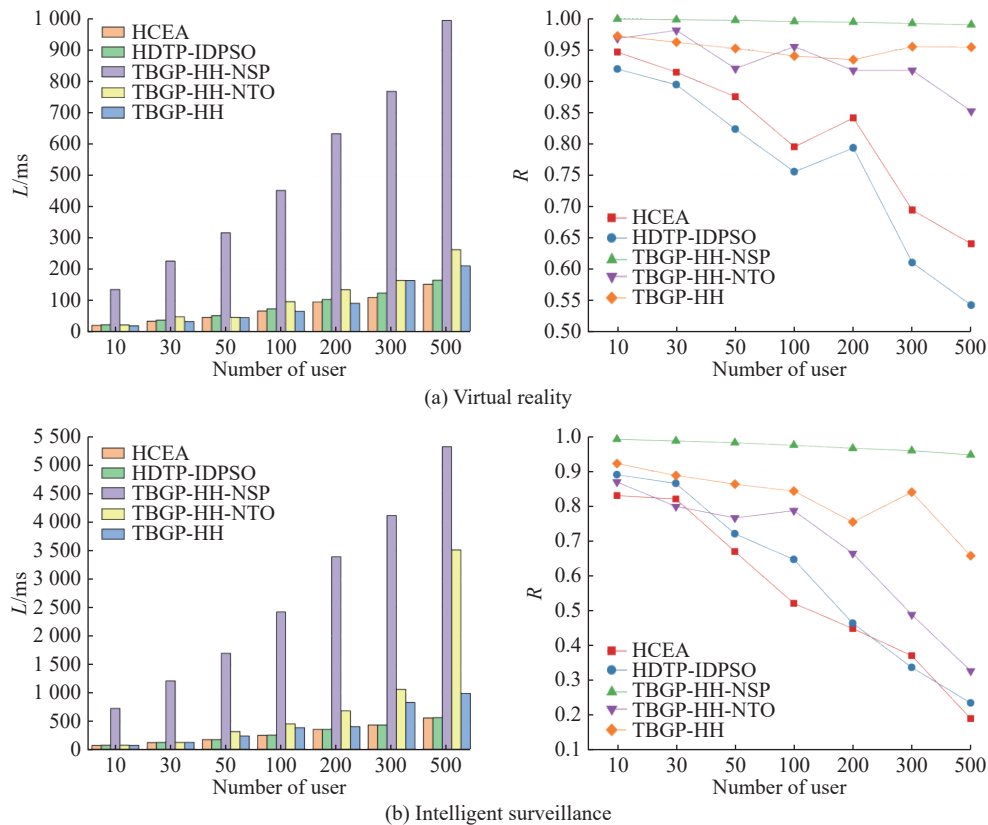 L/ms
1 000
900
800
700
600
500
400
300
200
100
0
HCEA
HDTP-IDPSO
TBGP-HH-NSP
TBGP-HH-NTO
TBGP-HH
10 30 50 100 200 300 500
Number of user
R
1.00
0.95
0.90
0.85
0.80
0.75
0.70
0.65
0.60
0.55
0.50
HCEA
HDTP-IDPSO
TBGP-HH-NSP
TBGP-HH-NTO
TBGP-HH
10 30 50 100 200 300 500
Number of user
(a) Virtual reality
L/ms
5 500
5 000
4 500
4 000
3 500
3 000
2 500
2 000
1 500
1 000
500
0
HCEA
HDTP-IDPSO
TBGP-HH-NSP
TBGP-HH-NTO
TBGP-HH
10 30 50 100 200 300 500
Number of user
R
1.0
0.9
0.8
0.7
0.6
0.5
0.4
0.3
0.2
0.1
HCEA
HDTP-IDPSO
TBGP-HH-NSP
TBGP-HH-NTO
TBGP-HH
10 30 50 100 200 300 500
Number of user
(b) Intelligent surveillance